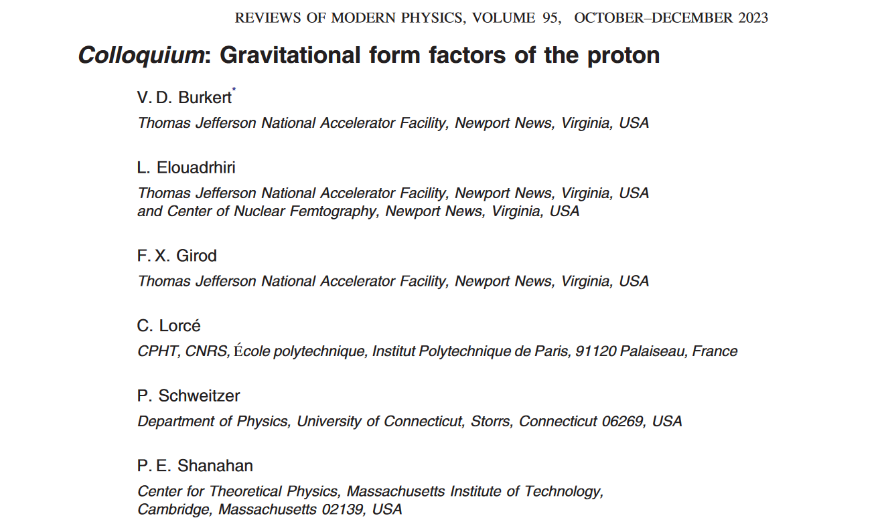 REVIEWS OF MODERN PHYSICS, VOLUME 95, OCTOBER–DECEMBER 2023
Colloquium: Gravitational form factors of the proton
V. D. Burkert*
Thomas Jefferson National Accelerator Facility, Newport News, Virginia, USA
L. Elouadrhiri
Thomas Jefferson National Accelerator Facility, Newport News, Virginia, USA
and Center of Nuclear Femtography, Newport News, Virginia, USA
F. X. Girod
Thomas Jefferson National Accelerator Facility, Newport News, Virginia, USA
C. Lorcé
CPHT, CNRS, École polytechnique, Institut Polytechnique de Paris, 91120 Palaiseau, France
P. Schweitzer
Department of Physics, University of Connecticut, Storrs, Connecticut 06269, USA
P. E. Shanahan
Center for Theoretical Physics, Massachusetts Institute of Technology,
Cambridge, Massachusetts 02139, USA